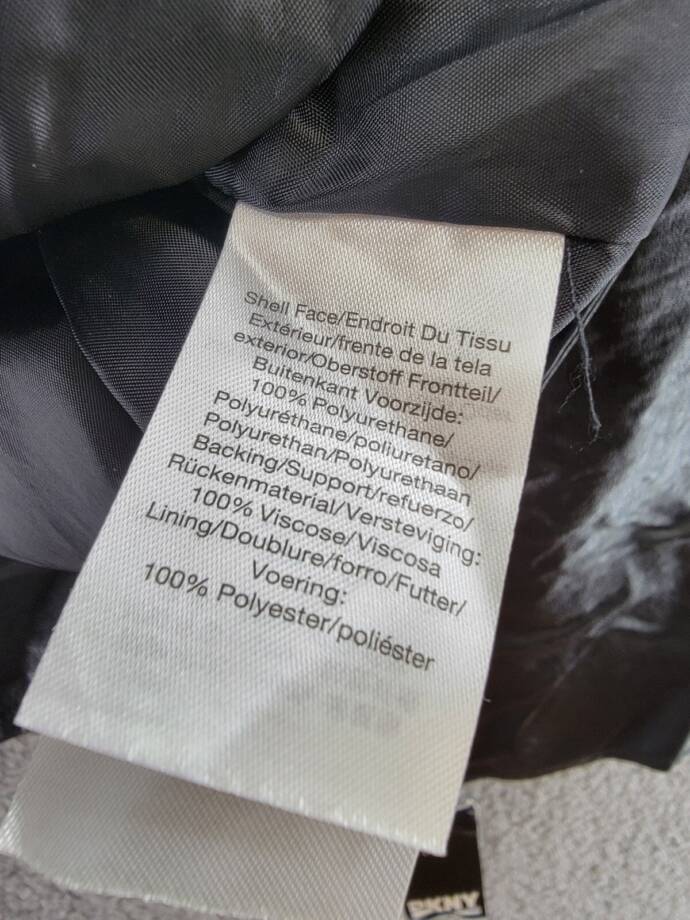 Shell Face/Endroit Du Tissu
Extérieur/frente de la tela
exterior/Oberstoff Frontteil/
Buitenkant Voorzijde:
100% Polyurethane/
Polyuréthane/poliuretano/
Polyurethan/Polyurethaan
Backing/Support/refuerzo/
Rückenmaterial/Versteviging:
100% Viscose/Viscosa
Lining/Doublure/forro/Futter/
Voering:
100% Polyester/poliéster
DKNY